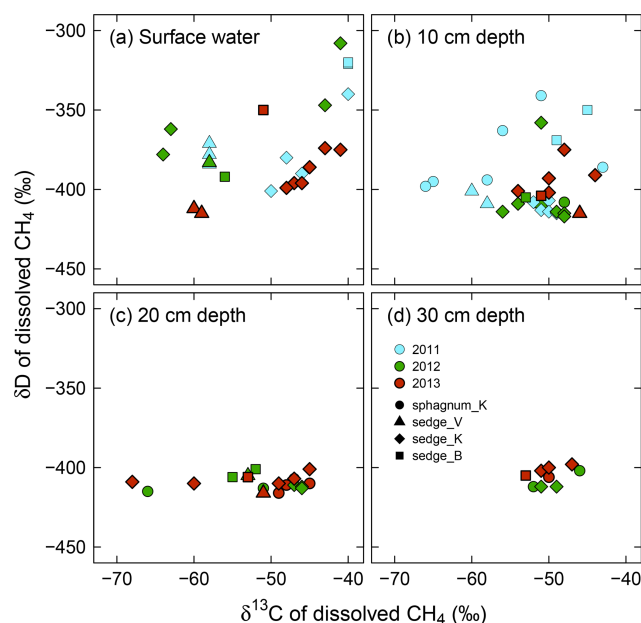 (a) Surface water
(b) 10 cm depth
−300
−350
−400
−450
δD of dissolved CH₄ (‰)
(c) 20 cm depth
(d) 30 cm depth
−300
−350
−400
−450
2011
2012
2013
sphagnum_K
sedge_V
sedge_K
sedge_B
−70 −60 −50 −40 −70 −60 −50 −40
δ¹³C of dissolved CH₄ (‰)